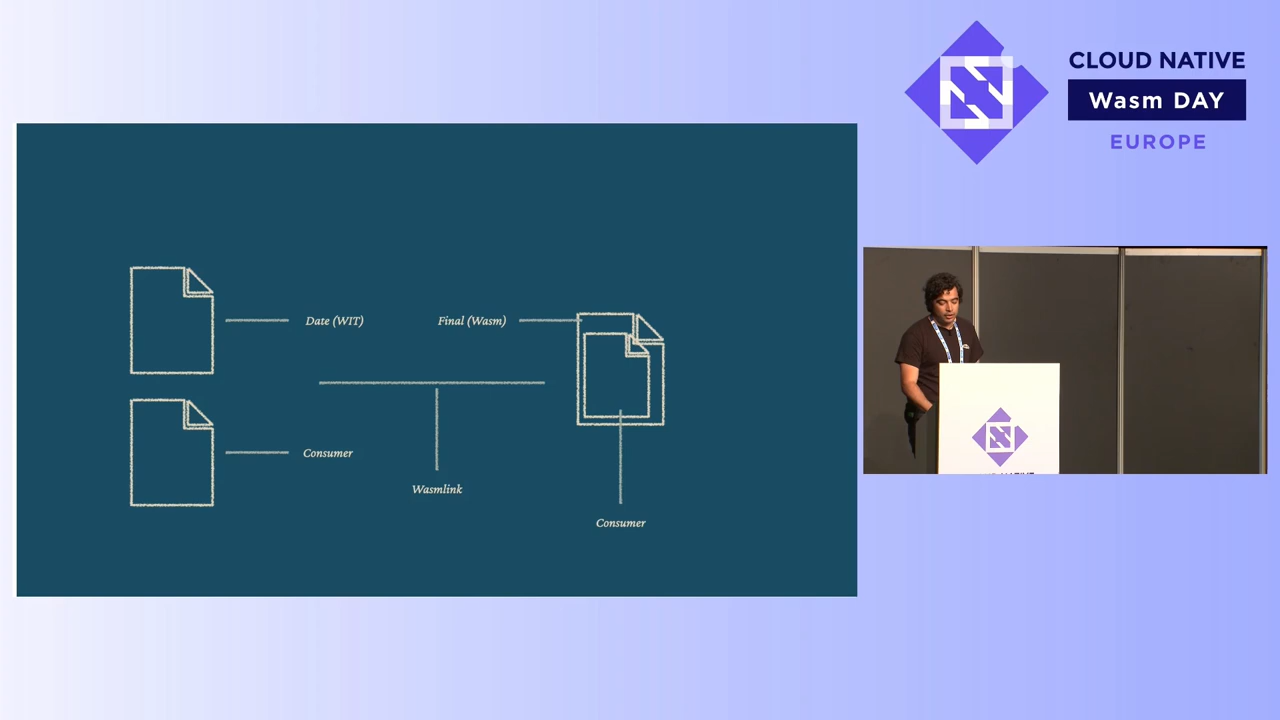 CLOUD NATIVE
Wasm DAY
EUROPE
Date (WIT)
Final (Wasm)
Consumer
Wasmlink
Consumer